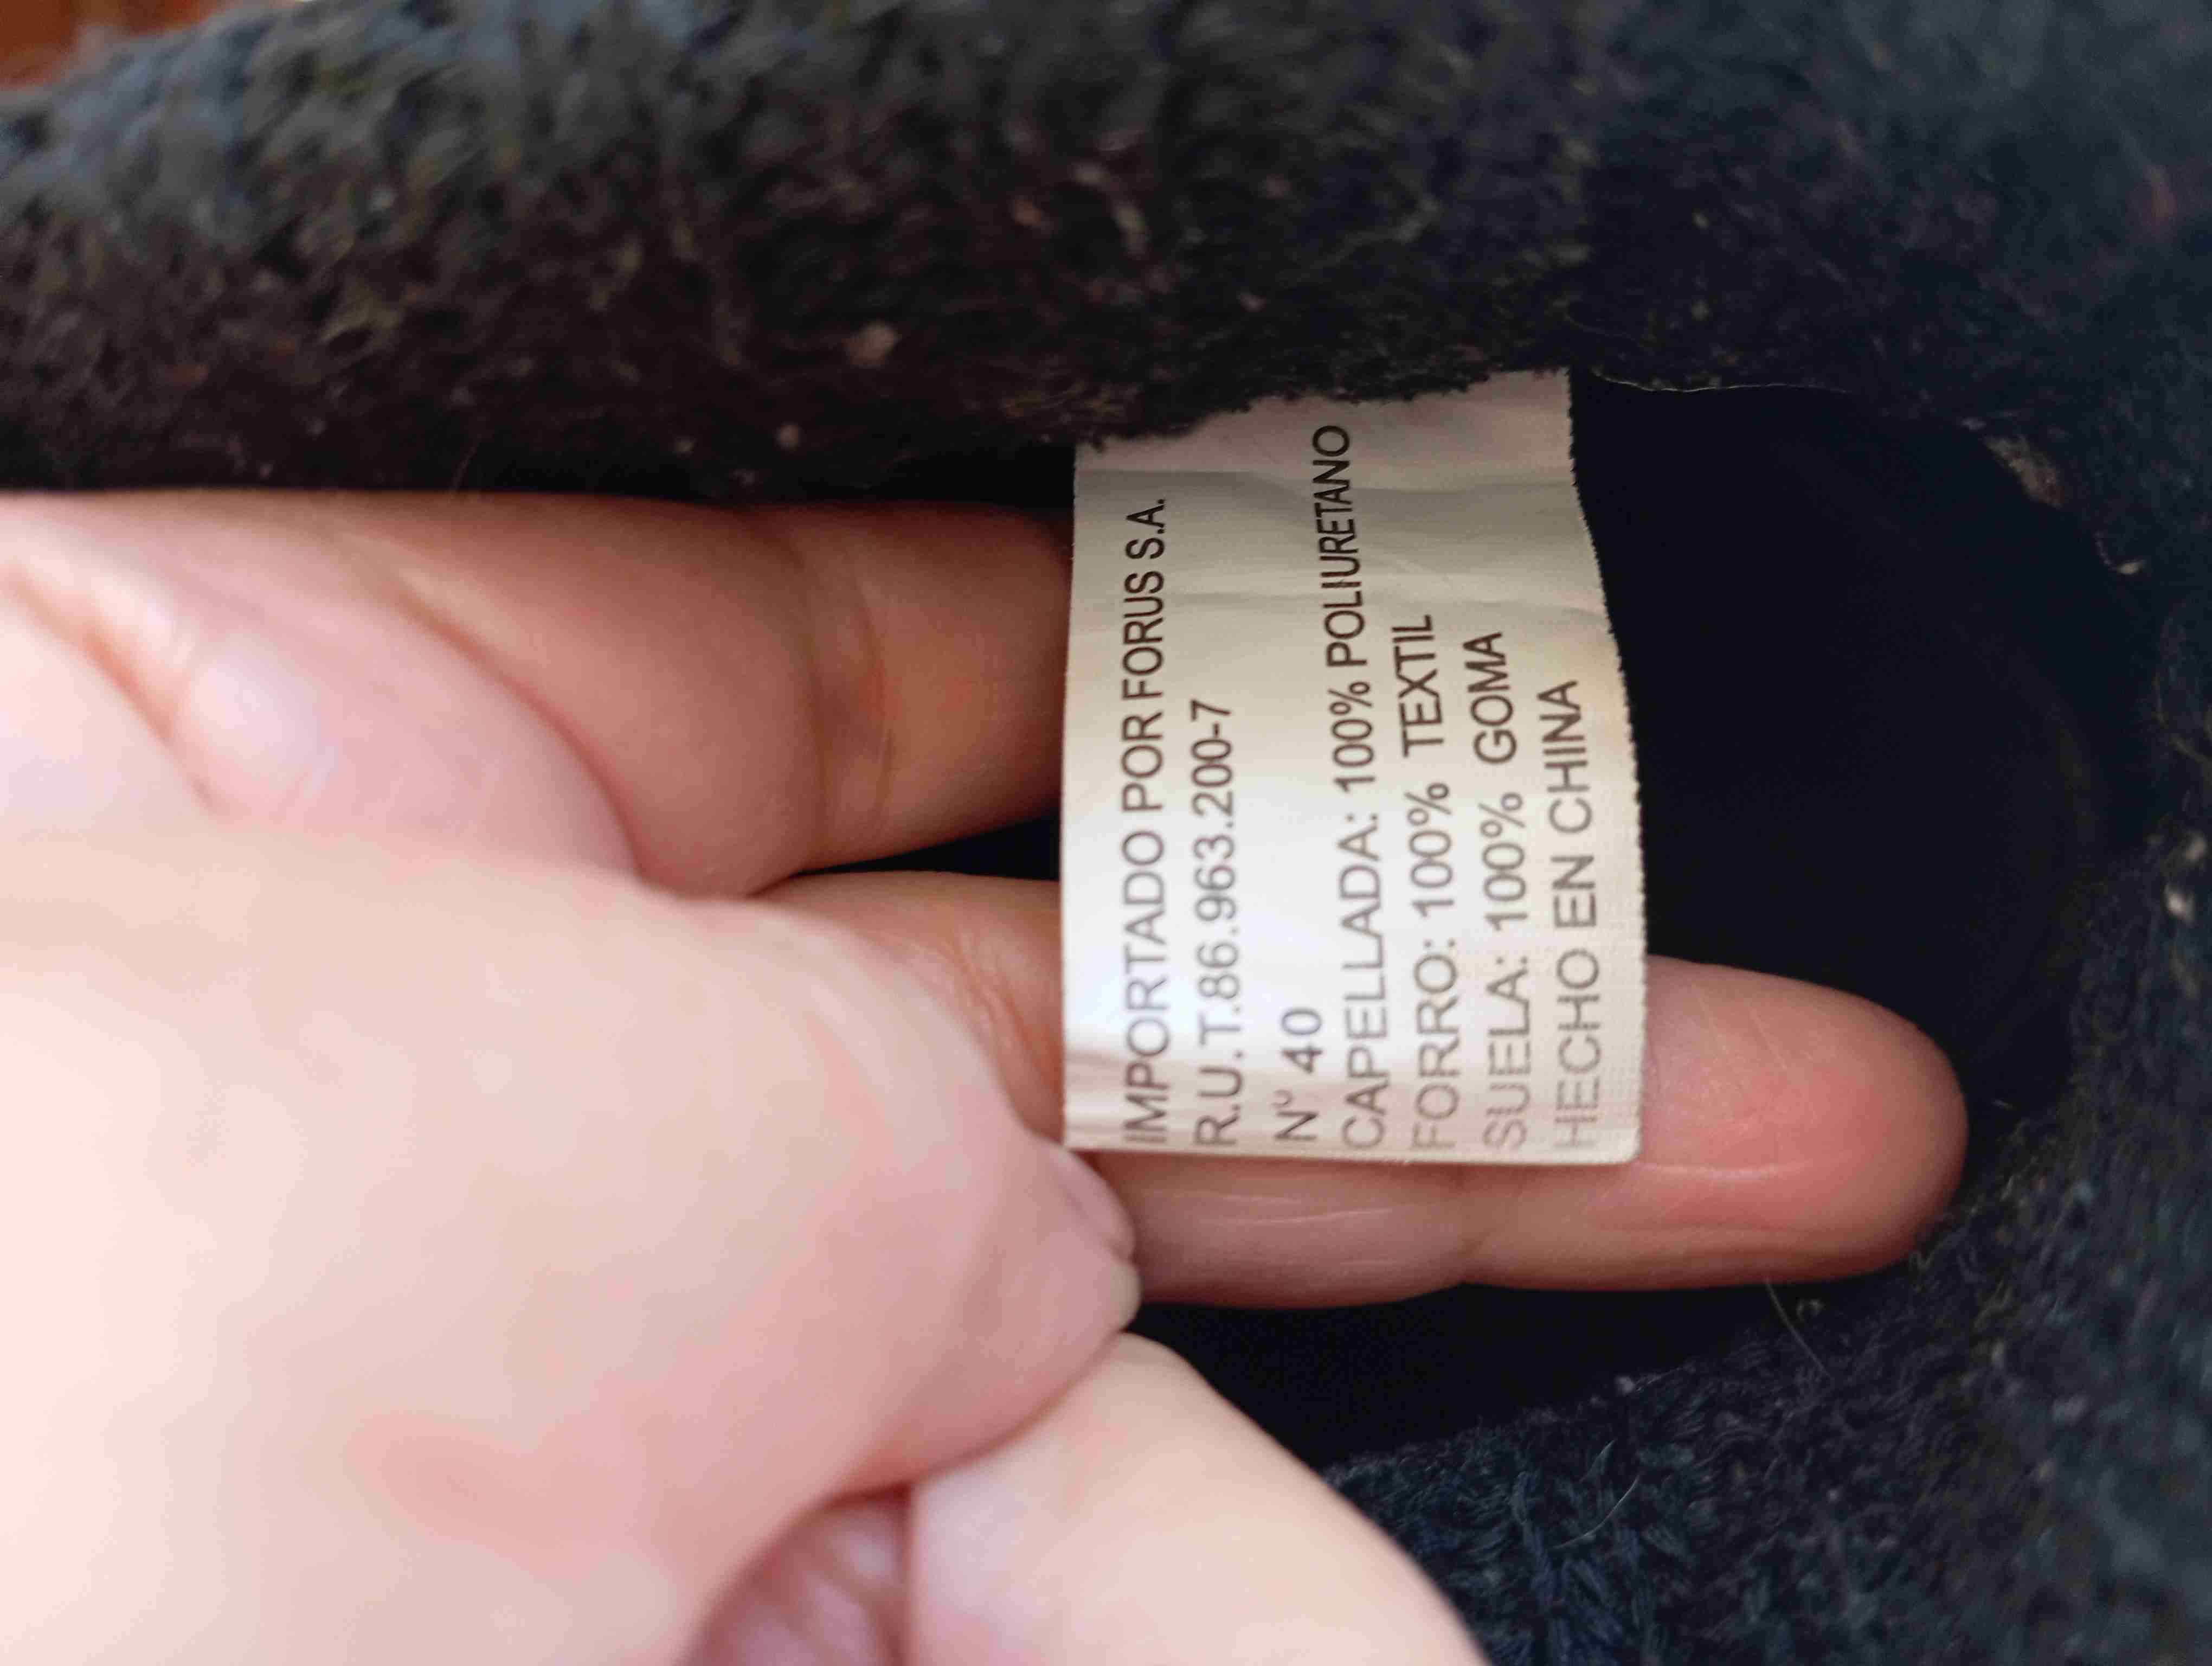 IMPORTADO POR FORUS S.A.
R.U.T.86.963.200-7
N° 40
CAPELLADA: 100% POLIURETANO
FORRO: 100% TEXTIL
SUELA: 100% GOMA
HECHO EN CHINA